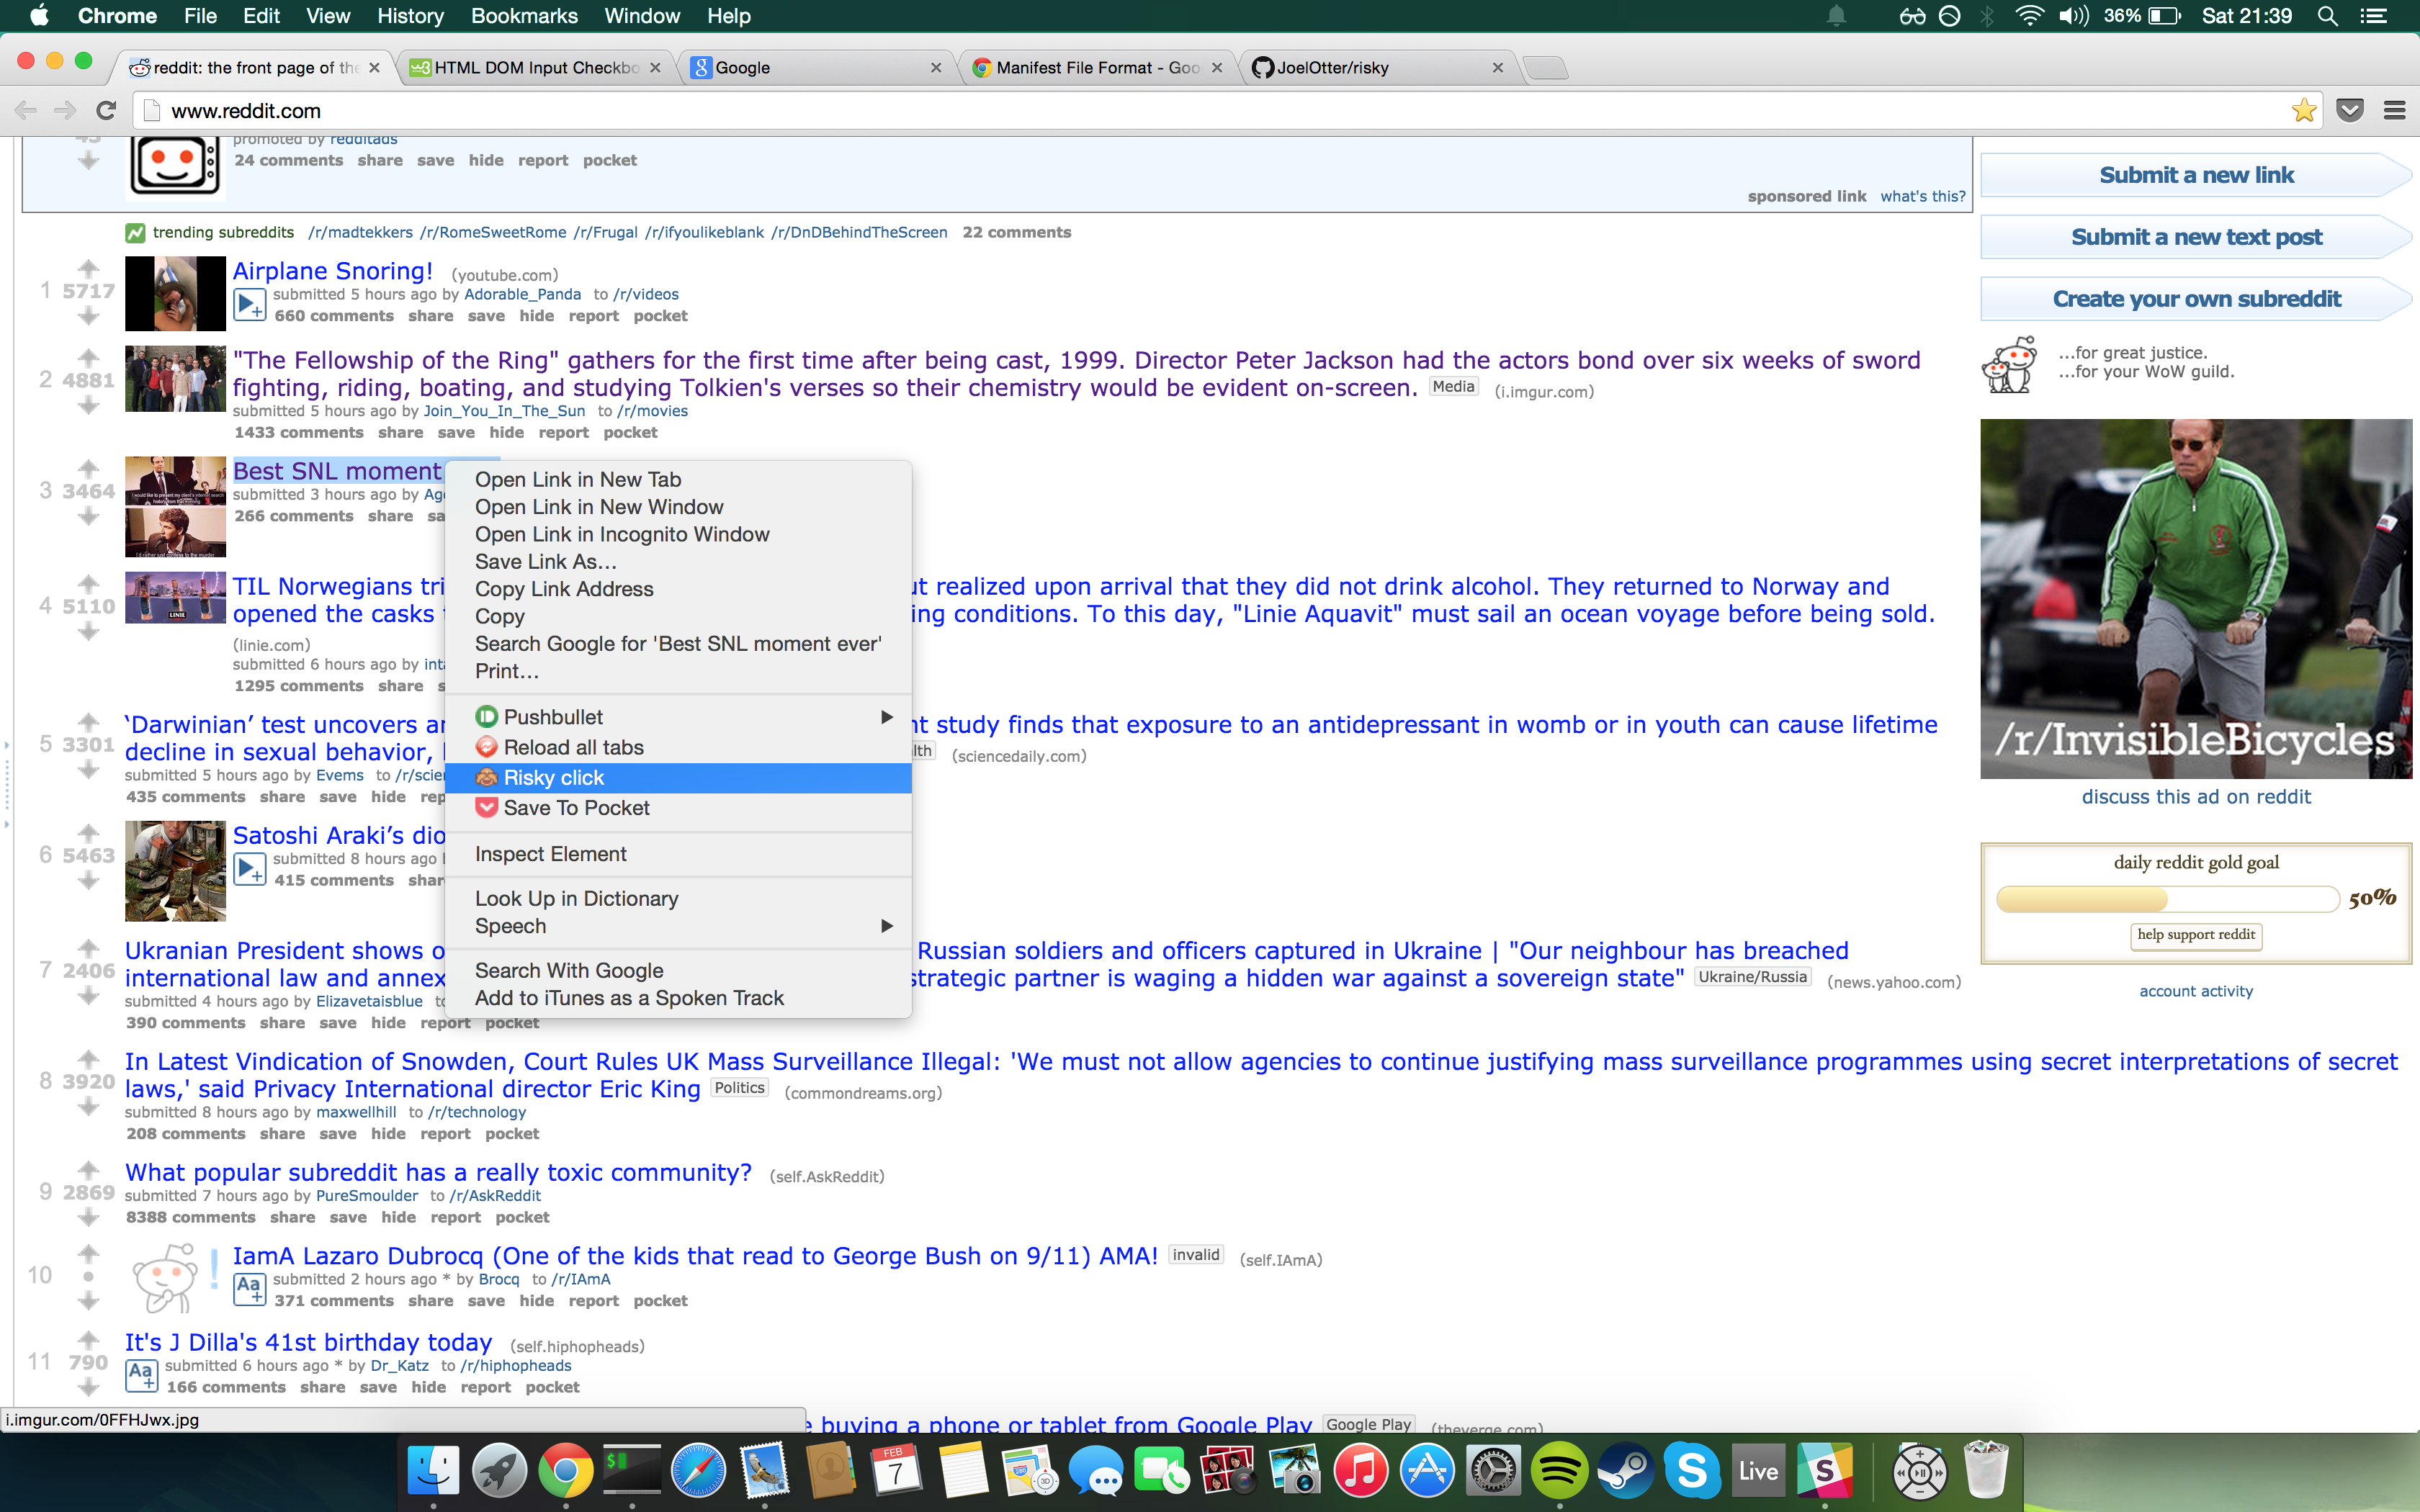 Chrome File Edit View History Bookmarks Window Help 36% Sat 21:39
reddit: the front page of the HTML DOM Input Checkbo Google Manifest File Format - Goo JoelOtter/risky
www.reddit.com
45 promoted by redditads
24 comments share save hide report pocket
sponsored link what's this?
trending subreddits /r/madtekkers /r/RomeSweetRome /r/Frugal /r/ifyoulikeblank /r/DnDBehindTheScreen 22 comments
1 5717 Airplane Snoring! (youtube.com)
submitted 5 hours ago by Adorable_Panda to /r/videos
660 comments share save hide report pocket
2 4881 "The Fellowship of the Ring" gathers for the first time after being cast, 1999. Director Peter Jackson had the actors bond over six weeks of sword
fighting, riding, boating, and studying Tolkien's verses so their chemistry would be evident on-screen. Media (i.imgur.com)
submitted 5 hours ago by Join_You_In_The_Sun to /r/movies
1433 comments share save hide report pocket
3 3464 Best SNL moment
submitted 3 hours ago by Ag
266 comments share sa
4 5110 TIL Norwegians tri ut realized upon arrival that they did not drink alcohol. They returned to Norway and
LINIE opened the casks ing conditions. To this day, "Linie Aquavit" must sail an ocean voyage before being sold.
(linie.com)
submitted 6 hours ago by int
1295 comments share s
5 3301 ‘Darwinian’ test uncovers a nt study finds that exposure to an antidepressant in womb or in youth can cause lifetime
decline in sexual behavior, lth (sciencedaily.com)
submitted 5 hours ago by Evems to /r/scie
435 comments share save hide rep
6 5463 Satoshi Araki’s dio
submitted 8 hours ago
415 comments shar
7 2406 Ukranian President shows o Russian soldiers and officers captured in Ukraine | "Our neighbour has breached
international law and annex strategic partner is waging a hidden war against a sovereign state" Ukraine/Russia (news.yahoo.com)
submitted 4 hours ago by Elizavetaisblue to
390 comments share save hide report pocket
8 3920 In Latest Vindication of Snowden, Court Rules UK Mass Surveillance Illegal: 'We must not allow agencies to continue justifying mass surveillance programmes using secret interpretations of secret
laws,' said Privacy International director Eric King Politics (commondreams.org)
submitted 8 hours ago by maxwellhill to /r/technology
208 comments share save hide report pocket
9 2869 What popular subreddit has a really toxic community? (self.AskReddit)
submitted 7 hours ago by PureSmoulder to /r/AskReddit
8388 comments share save hide report pocket
10 IamA Lazaro Dubrocq (One of the kids that read to George Bush on 9/11) AMA! invalid (self.IAmA)
Aa+ submitted 2 hours ago * by Brocq to /r/IAmA
371 comments share save hide report pocket
11 790 It's J Dilla's 41st birthday today (self.hiphopheads)
Aa+ submitted 6 hours ago * by Dr_Katz to /r/hiphopheads
166 comments share save hide report pocket
e buying a phone or tablet from Google Play Google Play (theverge.com)
i.imgur.com/0FFHJwx.jpg
Open Link in New Tab
Open Link in New Window
Open Link in Incognito Window
Save Link As...
Copy Link Address
Copy
Search Google for 'Best SNL moment ever'
Print...
Pushbullet
Reload all tabs
Risky click
Save To Pocket
Inspect Element
Look Up in Dictionary
Speech
Search With Google
Add to iTunes as a Spoken Track
Submit a new link
Submit a new text post
Create your own subreddit
...for great justice.
...for your WoW guild.
/r/InvisibleBicycles
discuss this ad on reddit
daily reddit gold goal
50%
help support reddit
account activity
FEB
7
3D
Live